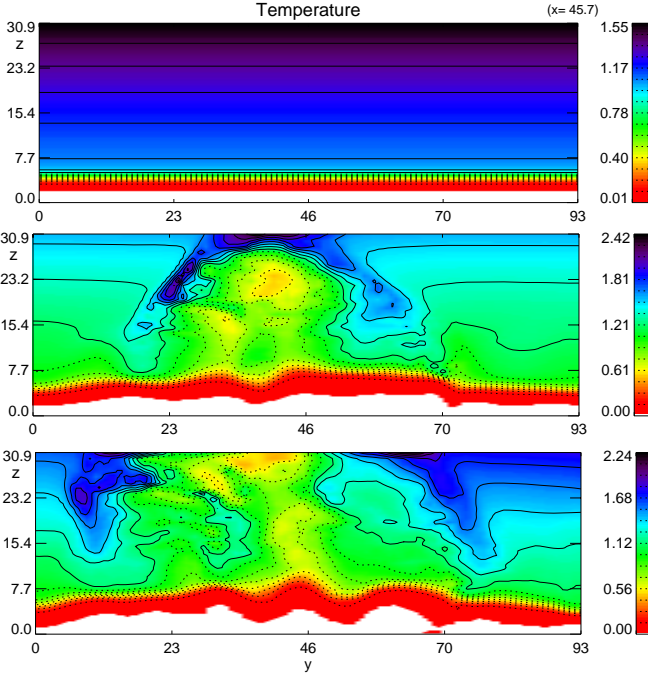 Temperature (x= 45.7)
30.9 1.55
z
23.2 1.17
15.4 0.78
7.7 0.40
0.0 0.01
0 23 46 70 93
30.9 2.42
z
23.2 1.81
15.4 1.21
7.7 0.61
0.0 0.00
0 23 46 70 93
30.9 2.24
z
23.2 1.68
15.4 1.12
7.7 0.56
0.0 0.00
0 23 46 70 93
y